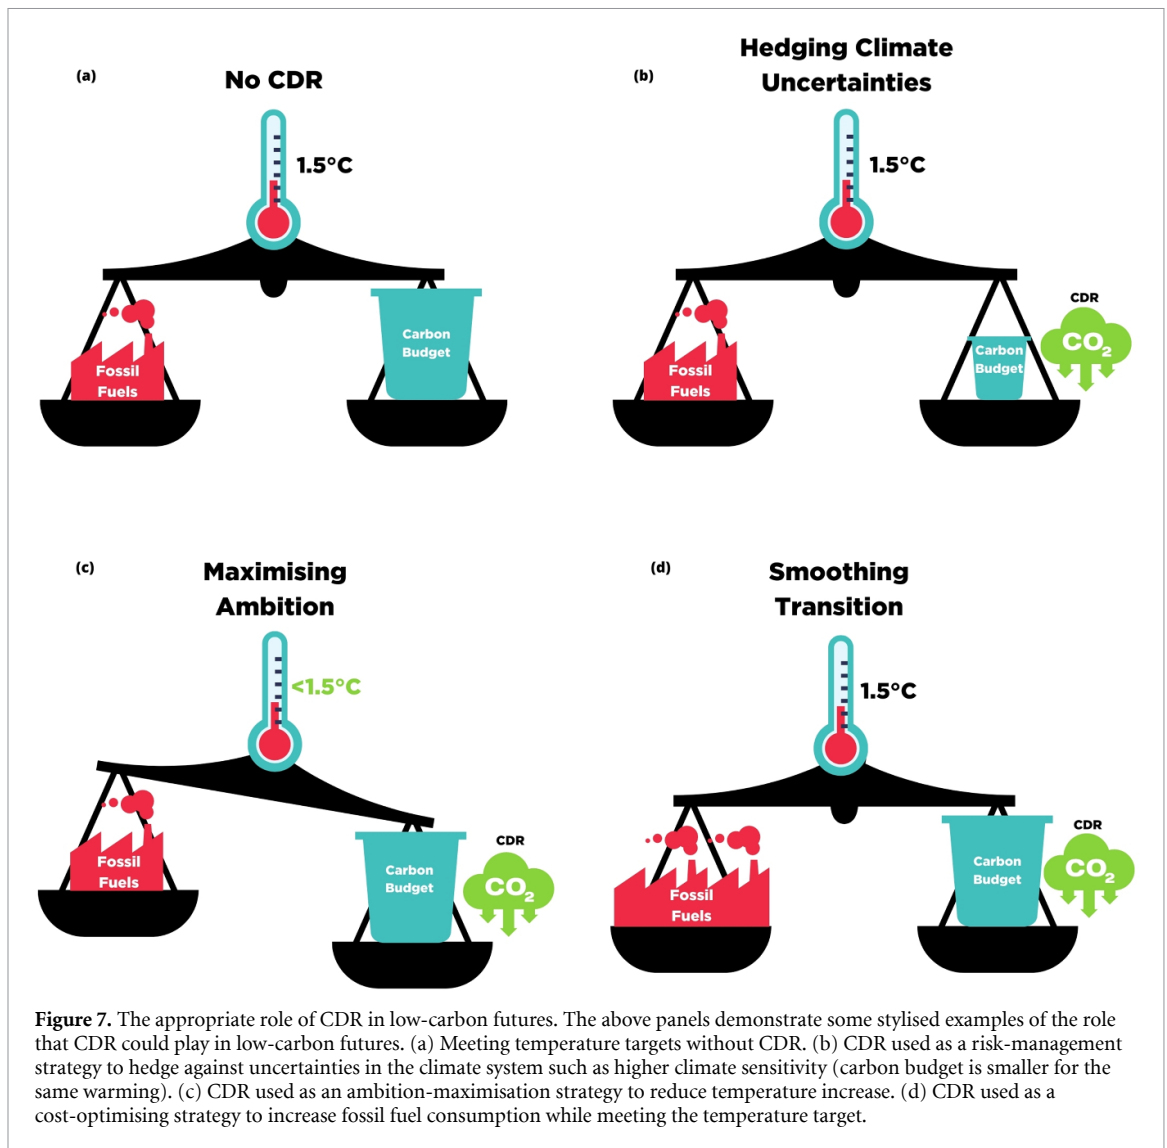 (a)
No CDR
1.5°C
Fossil
Fuels
Carbon
Budget
(b)
Hedging Climate
Uncertainties
1.5°C
Fossil
Fuels
Carbon
Budget
CDR
CO₂
(c)
Maximising
Ambition
<1.5°C
Fossil
Fuels
Carbon
Budget
CDR
CO₂
(d)
Smoothing
Transition
1.5°C
Fossil
Fuels
Carbon
Budget
CDR
CO₂
Figure 7. The appropriate role of CDR in low-carbon futures. The above panels demonstrate some stylised examples of the role
that CDR could play in low-carbon futures. (a) Meeting temperature targets without CDR. (b) CDR used as a risk-management
strategy to hedge against uncertainties in the climate system such as higher climate sensitivity (carbon budget is smaller for the
same warming). (c) CDR used as an ambition-maximisation strategy to reduce temperature increase. (d) CDR used as a
cost-optimising strategy to increase fossil fuel consumption while meeting the temperature target.